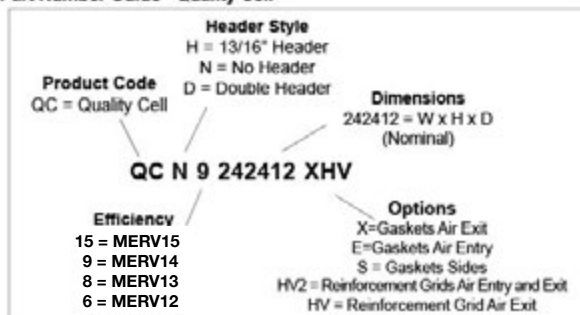 Part Number Guide - Quality Cell
Header Style
H = 13/16" Header
N = No Header
D = Double Header
Product Code
QC = Quality Cell
Dimensions
242412 = W x H x D
(Nominal)
QC N 9 242412 XHV
Efficiency
15 = MERV15
9 = MERV14
8 = MERV13
6 = MERV12
Options
X=Gaskets Air Exit
E=Gaskets Air Entry
S = Gaskets Sides
HV2 = Reinforcement Grids Air Entry and Exit
HV = Reinforcement Grid Air Exit